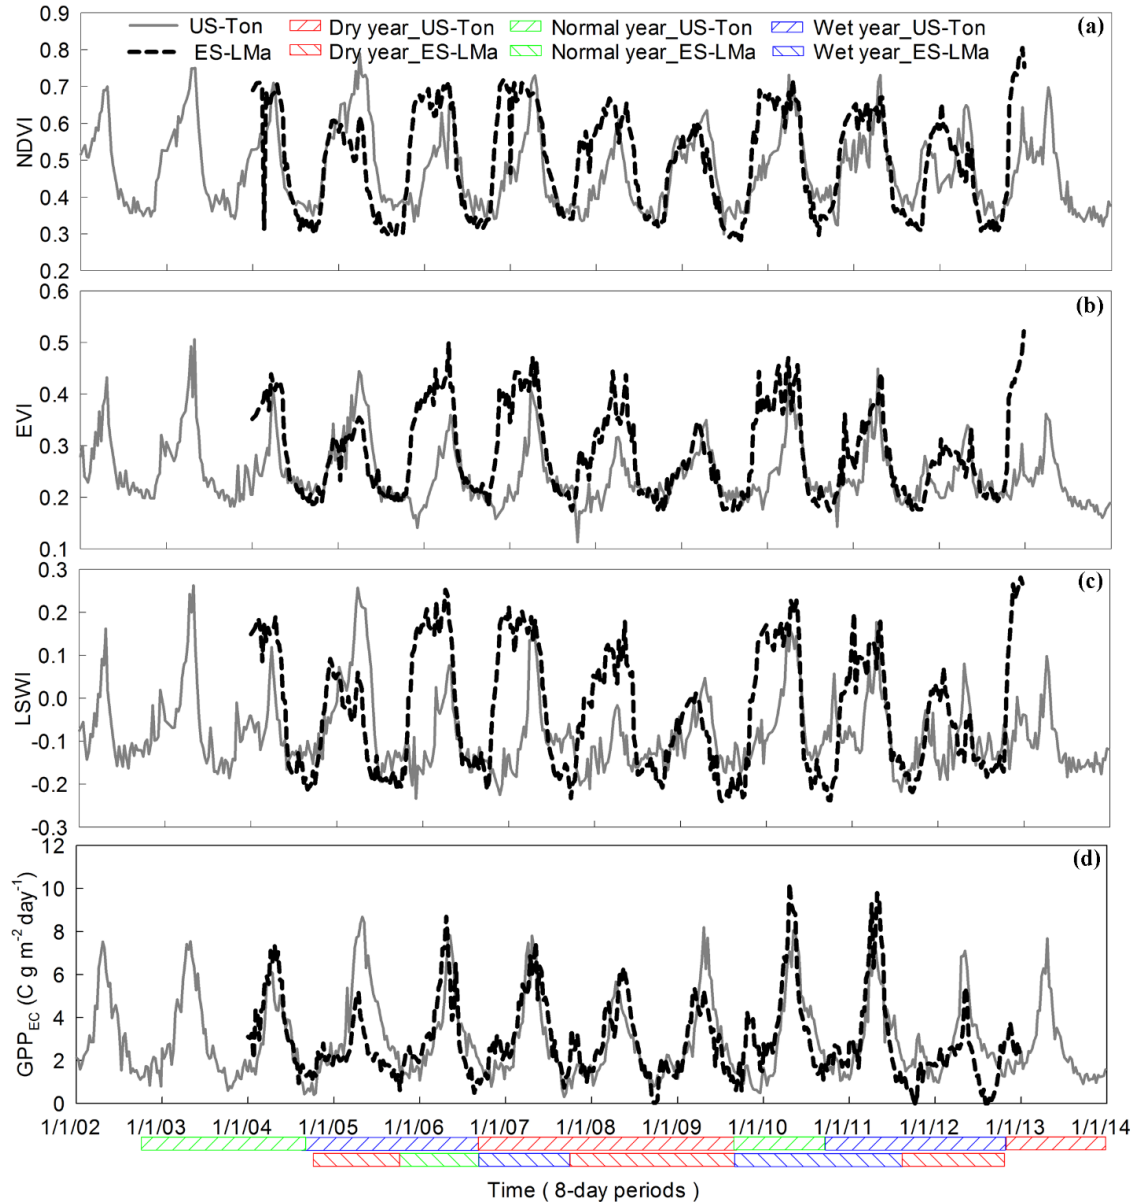 0.9
US-Ton Dry year_US-Ton Normal year_US-Ton Wet year_US-Ton (a)
ES-LMa Dry year_ES-LMa Normal year_ES-LMa Wet year_ES-LMa
0.8
0.7
0.6
0.5
0.4
0.3
0.2
NDVI
0.6
(b)
0.5
0.4
0.3
0.2
0.1
EVI
0.3
(c)
0.2
0.1
0.0
-0.1
-0.2
-0.3
LSWI
12
(d)
10
8
6
4
2
0
GPP_EC (C g m⁻² day⁻¹)
1/1/02 1/1/03 1/1/04 1/1/05 1/1/06 1/1/07 1/1/08 1/1/09 1/1/10 1/1/11 1/1/12 1/1/13 1/1/14
Time ( 8-day periods )